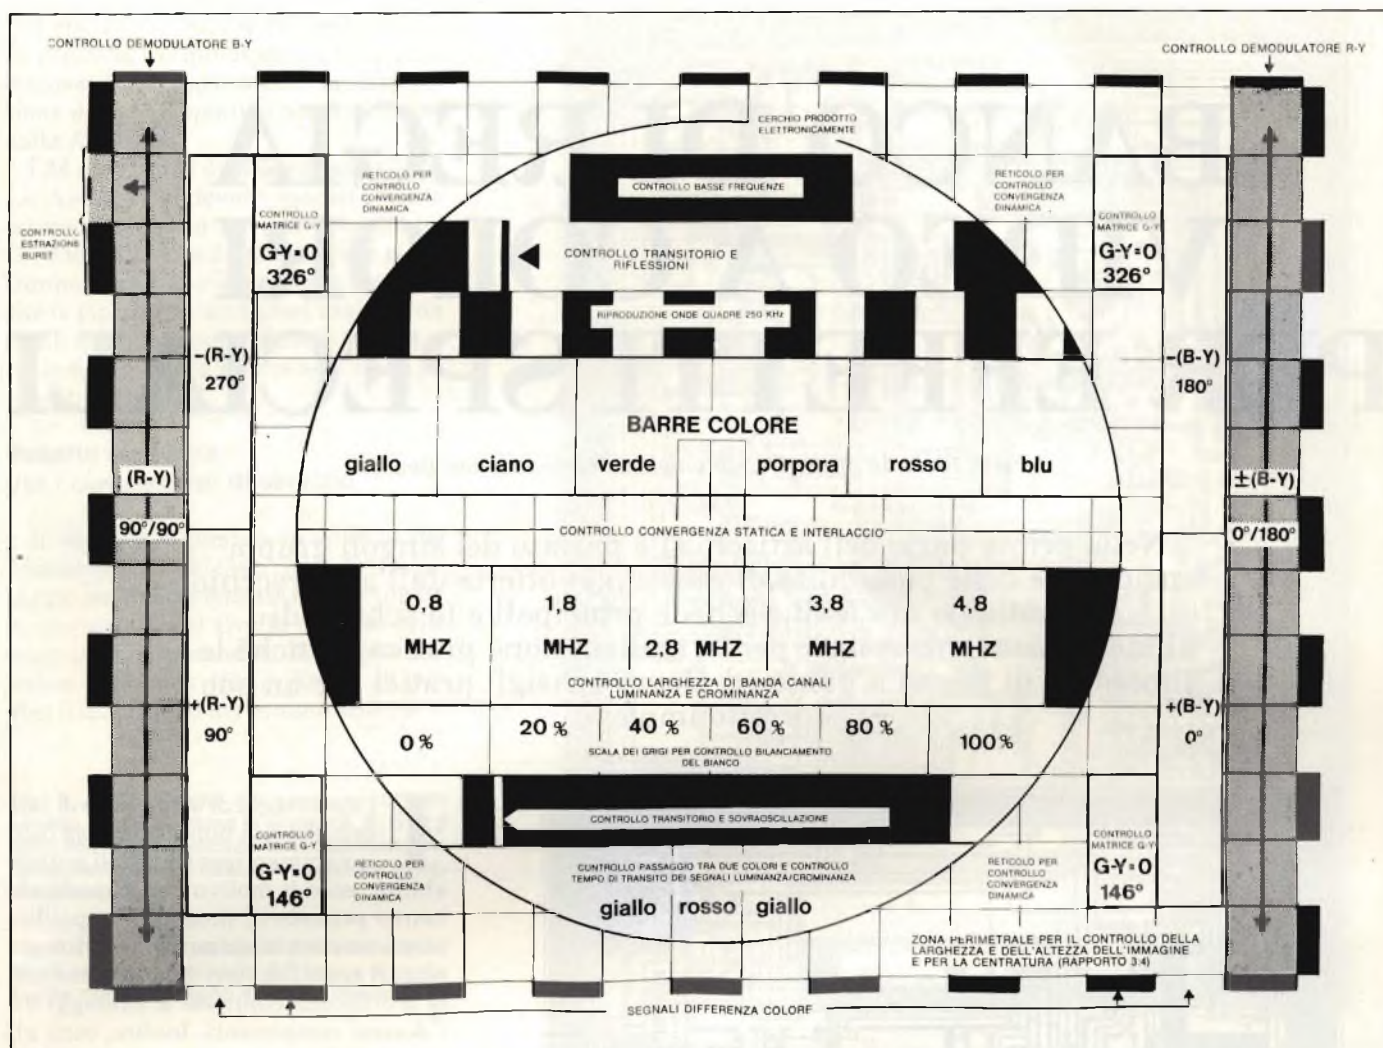 CONTROLLO DEMODULATORE B-Y
CONTROLLO DEMODULATORE R-Y
CERCHIO PRODOTTO
ELETTRONICAMENTE
RETICOLO PER
CONTROLLO
CONVERGENZA
DINAMICA
CONTROLLO BASSE FREQUENZE
RETICOLO PER
CONTROLLO
CONVERGENZA
DINAMICA
CONTROLLO
ESTRAZIONE
BURST
CONTROLLO
MATRICE G-Y
G-Y=0
326°
CONTROLLO TRANSITORIO E
RIFLESSIONI
CONTROLLO
MATRICE G-Y
G-Y=0
326°
RIPRODUZIONE ONDE QUADRE 250 KHz
-(R-Y)
270°
-(B-Y)
180°
BARRE COLORE
giallo ciano verde porpora rosso blu
(R-Y)
90°/90°
±(B-Y)
0°/180°
CONTROLLO CONVERGENZA STATICA E INTERLACCIO
0,8 1,8 3,8 4,8
MHZ MHZ 2,8 MHZ MHZ MHZ
CONTROLLO LARGHEZZA DI BANDA CANALI
LUMINANZA E CROMINANZA
+(R-Y)
90°
+(B-Y)
0°
0% 20% 40% 60% 80% 100%
SCALA DEI GRIGI PER CONTROLLO BILANCIAMENTO
DEL BIANCO
CONTROLLO TRANSITORIO E SOVRAOSCILLAZIONE
CONTROLLO
MATRICE G-Y
G-Y=0
146°
RETICOLO PER
CONTROLLO
CONVERGENZA
DINAMICA
CONTROLLO PASSAGGIO TRA DUE COLORI E CONTROLLO
TEMPO DI TRANSITO DEI SEGNALI LUMINANZA/CROMINANZA
giallo rosso giallo
RETICOLO PER
CONTROLLO
CONVERGENZA
DINAMICA
CONTROLLO
MATRICE G-Y
G-Y=0
146°
ZONA PERIMETRALE PER IL CONTROLLO DELLA
LARGHEZZA E DELL'ALTEZZA DELL'IMMAGINE
E PER LA CENTRATURA (RAPPORTO 3:4)
SEGNALI DIFFERENZA COLORE